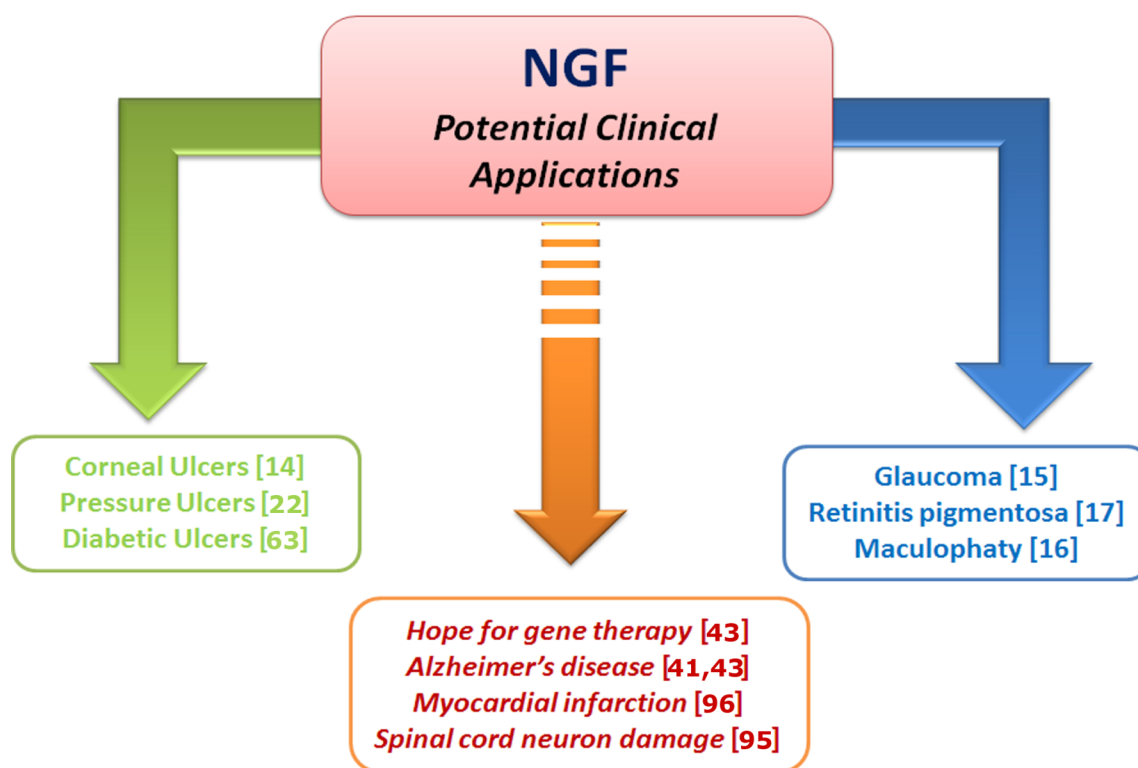 NGF
Potential Clinical
Applications
Corneal Ulcers [14]
Pressure Ulcers [22]
Diabetic Ulcers [63]
Glaucoma [15]
Retinitis pigmentosa [17]
Maculophaty [16]
Hope for gene therapy [43]
Alzheimer's disease [41,43]
Myocardial infarction [96]
Spinal cord neuron damage [95]